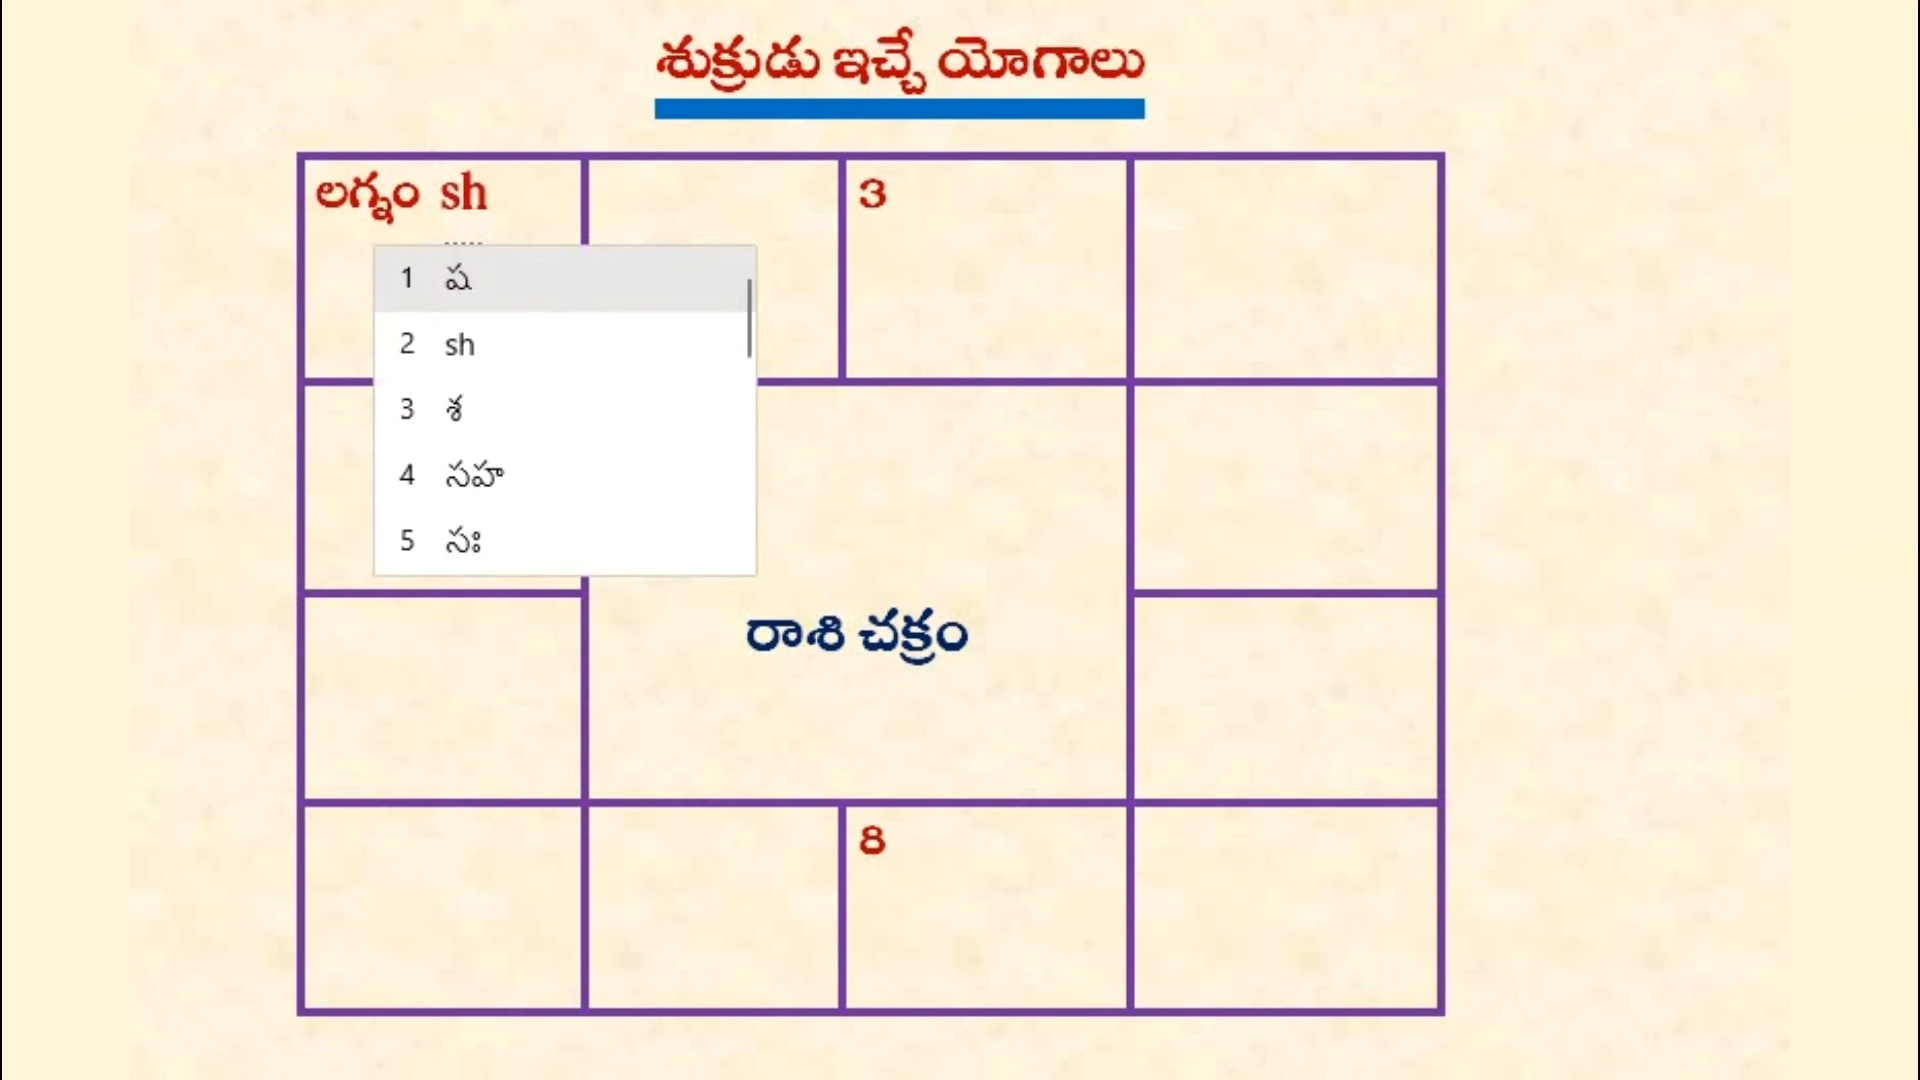 శుక్రుడు ఇచ్చే యోగాలు
లగ్నం sh
3
1 ష
2 sh
3 శ
4 సహ
5 సః
రాశి చక్రం
8